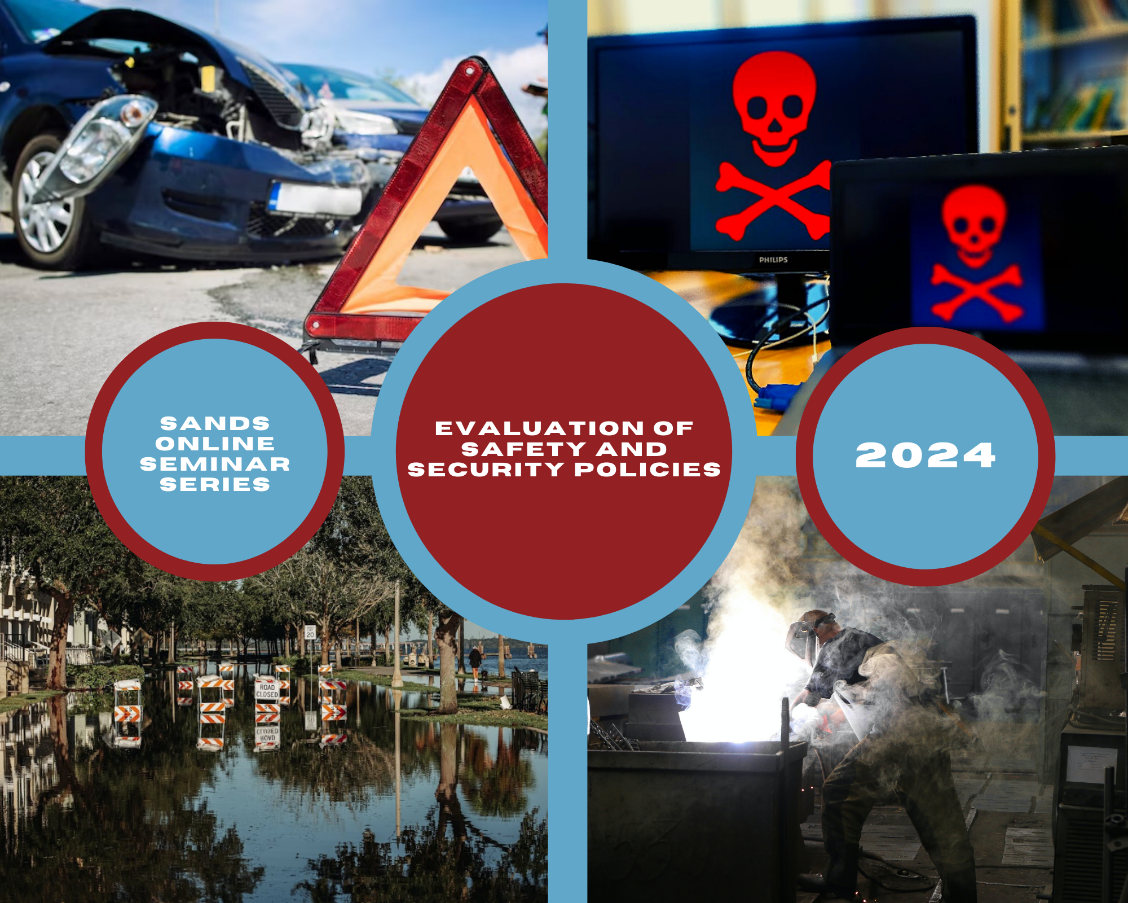 PHILIPS
SANDS
ONLINE
SEMINAR
SERIES
EVALUATION OF
SAFETY AND
SECURITY POLICIES
2024
ROAD
CLOSED